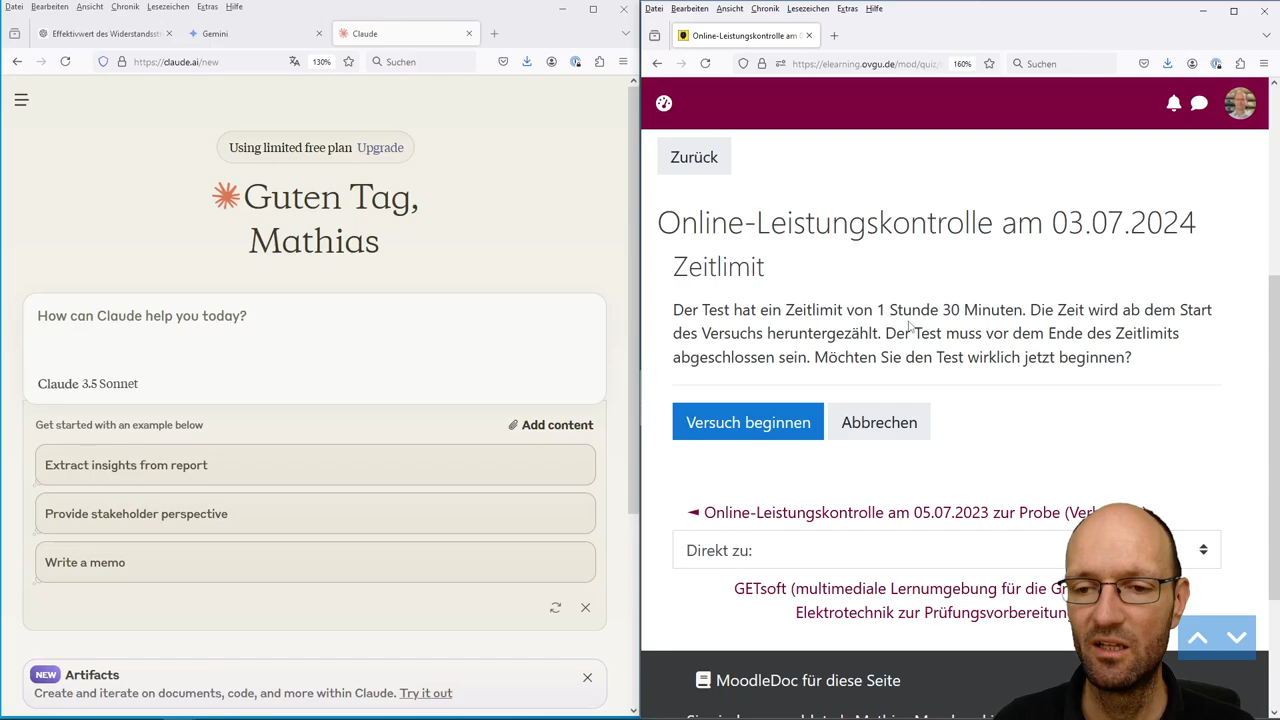 Datei Bearbeiten Ansicht Chronik Lesezeichen Extras Hilfe
Effektivwert des Widerstandsst
Gemini
Claude
https://claude.ai/new
130%
Suchen
Using limited free plan Upgrade
Guten Tag,
Mathias
How can Claude help you today?
Claude 3.5 Sonnet
Get started with an example below
Add content
Extract insights from report
Provide stakeholder perspective
Write a memo
NEW
Artifacts
Create and iterate on documents, code, and more within Claude. Try it out
Datei Bearbeiten Ansicht Chronik Lesezeichen Extras Hilfe
Online-Leistungskontrolle am
https://elearning.ovgu.de/mod/quiz/
160%
Suchen
Zurück
Online-Leistungskontrolle am 03.07.2024
Zeitlimit
Der Test hat ein Zeitlimit von 1 Stunde 30 Minuten. Die Zeit wird ab dem Start
des Versuchs heruntergezählt. Der Test muss vor dem Ende des Zeitlimits
abgeschlossen sein. Möchten Sie den Test wirklich jetzt beginnen?
Versuch beginnen
Abbrechen
◄ Online-Leistungskontrolle am 05.07.2023 zur Probe
Direkt zu:
GETsoft (multimediale Lernumgebung für die
Elektrotechnik zur Prüfungsvorbereitung
MoodleDoc für diese Seite